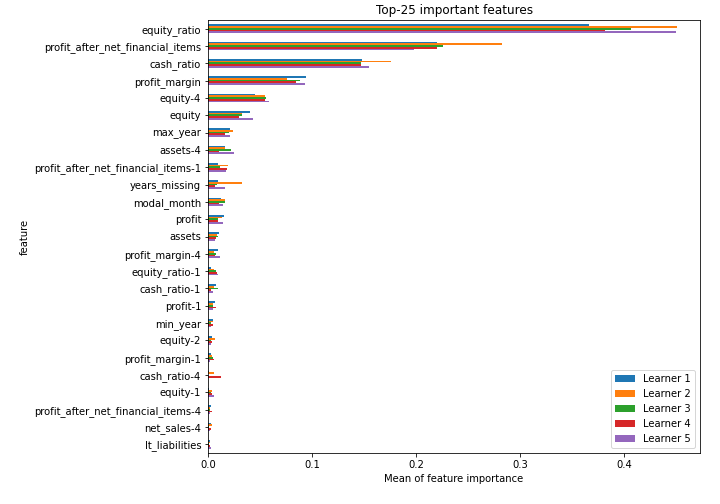 Top-25 important features
equity_ratio
profit_after_net_financial_items
cash_ratio
profit_margin
equity-4
equity
max_year
assets-4
profit_after_net_financial_items-1
years_missing
modal_month
profit
assets
profit_margin-4
equity_ratio-1
cash_ratio-1
profit-1
min_year
equity-2
profit_margin-1
cash_ratio-4
equity-1
profit_after_net_financial_items-4
net_sales-4
lt_liabilities
feature
Learner 1
Learner 2
Learner 3
Learner 4
Learner 5
0.0 0.1 0.2 0.3 0.4
Mean of feature importance